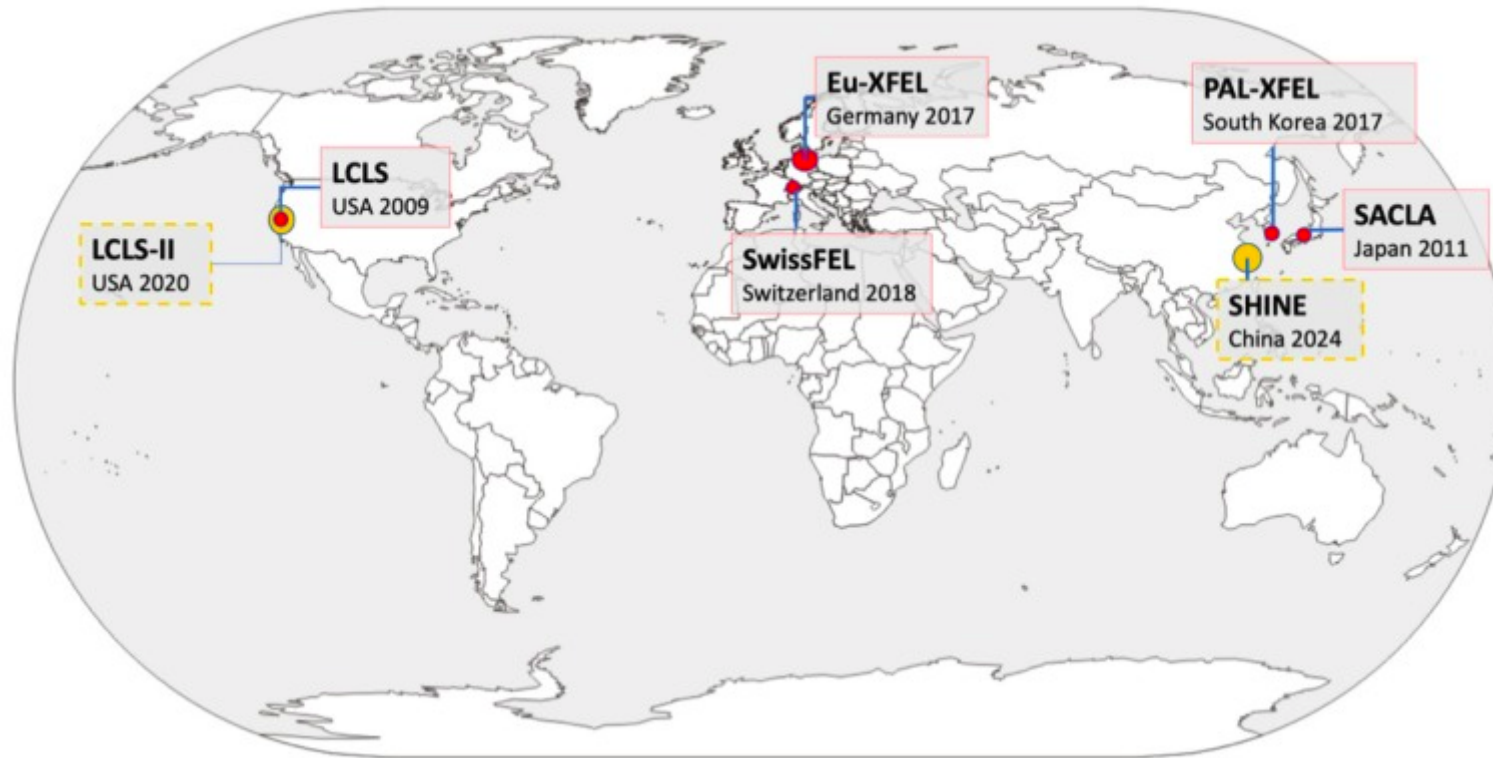 Eu-XFEL
Germany 2017
PAL-XFEL
South Korea 2017
LCLS
USA 2009
SACLA
Japan 2011
LCLS-II
USA 2020
SwissFEL
Switzerland 2018
SHINE
China 2024